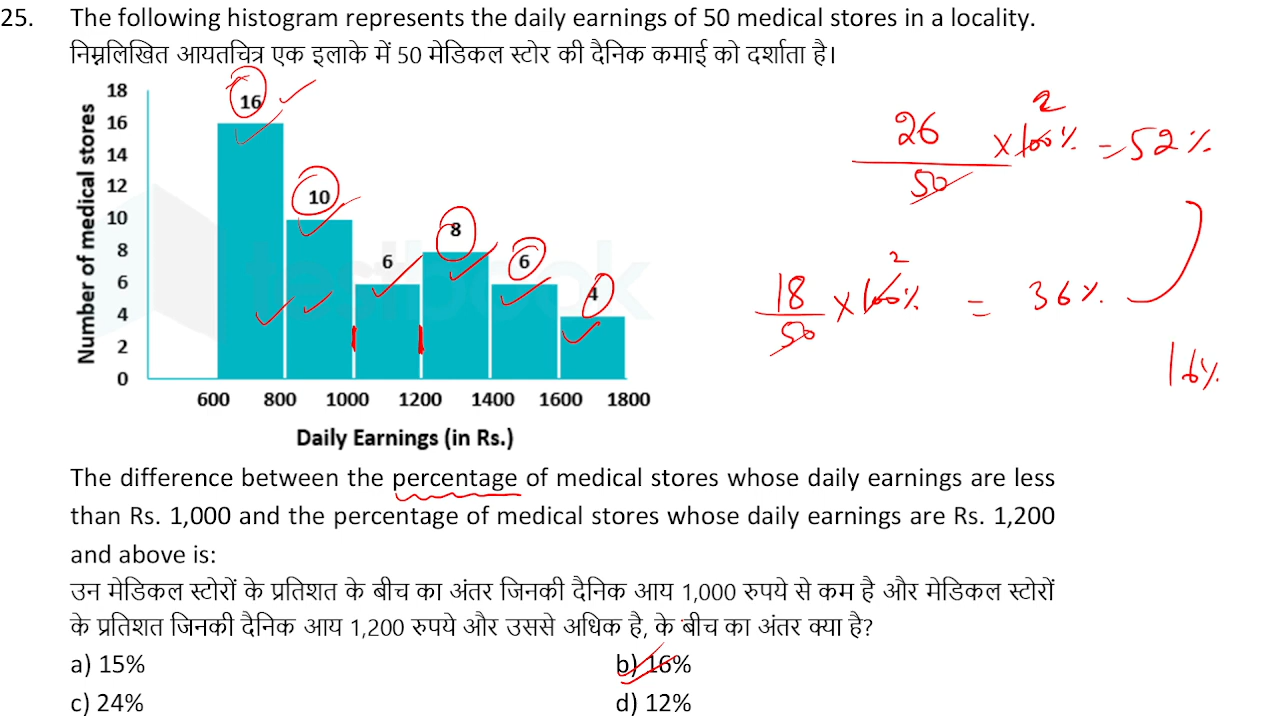 25. The following histogram represents the daily earnings of 50 medical stores in a locality.
निम्नलिखित आयतचित्र एक इलाके में 50 मेडिकल स्टोर की दैनिक कमाई को दर्शाता है।
Number of medical stores
18
16
14
12
10
8
6
4
2
0
16
10
6
8
6
4
600 800 1000 1200 1400 1600 1800
Daily Earnings (in Rs.)
testbook
26/50 × 100% = 52%
2
18/50 × 100% = 36%
2
16%
The difference between the percentage of medical stores whose daily earnings are less
than Rs. 1,000 and the percentage of medical stores whose daily earnings are Rs. 1,200
and above is:
उन मेडिकल स्टोरों के प्रतिशत के बीच का अंतर जिनकी दैनिक आय 1,000 रुपये से कम है और मेडिकल स्टोरों
के प्रतिशत जिनकी दैनिक आय 1,200 रुपये और उससे अधिक है, के बीच का अंतर क्या है?
a) 15% b) 16%
c) 24% d) 12%